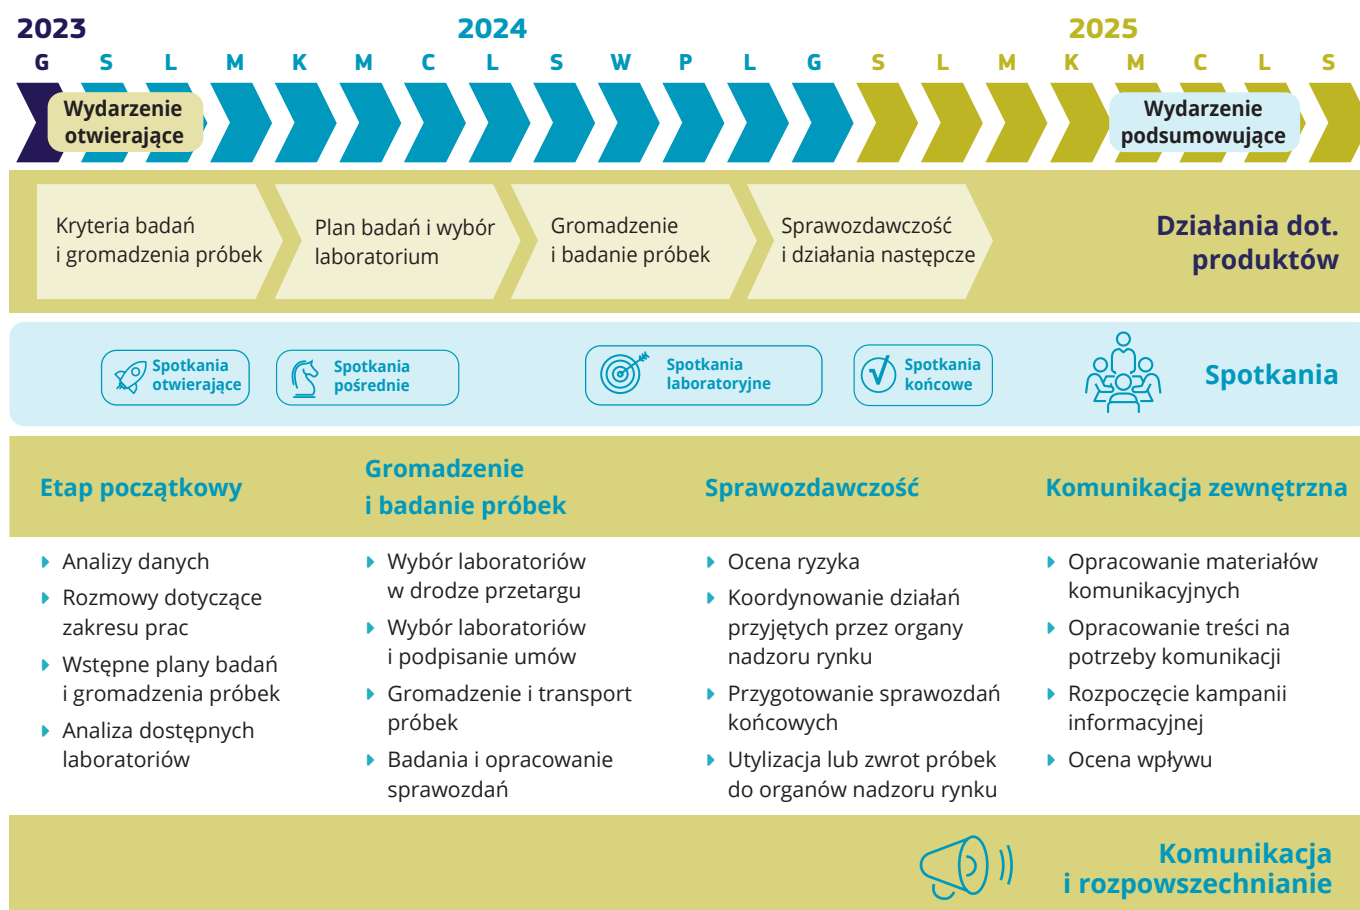 2023 2024 2025
G S L M K M C L S W P L G S L M K M C L S
Wydarzenie
otwierające
Wydarzenie
podsumowujące
Kryteria badań
i gromadzenia próbek
Plan badań i wybór
laboratorium
Gromadzenie
i badanie próbek
Sprawozdawczość
i działania następcze
Działania dot.
produktów
Spotkania
otwierające
Spotkania
pośrednie
Spotkania
laboratoryjne
Spotkania
końcowe
Spotkania
Etap początkowy
Analizy danych
Rozmowy dotyczące
zakresu prac
Wstępne plany badań
i gromadzenia próbek
Analiza dostępnych
laboratoriów
Gromadzenie
i badanie próbek
Wybór laboratoriów
w drodze przetargu
Wybór laboratoriów
i podpisanie umów
Gromadzenie i transport
próbek
Badania i opracowanie
sprawozdań
Sprawozdawczość
Ocena ryzyka
Koordynowanie działań
przyjętych przez organy
nadzoru rynku
Przygotowanie sprawozdań
końcowych
Utylizacja lub zwrot próbek
do organów nadzoru rynku
Komunikacja zewnętrzna
Opracowanie materiałów
komunikacyjnych
Opracowanie treści na
potrzeby komunikacji
Rozpoczęcie kampanii
informacyjnej
Ocena wpływu
Komunikacja
i rozpowszechnianie